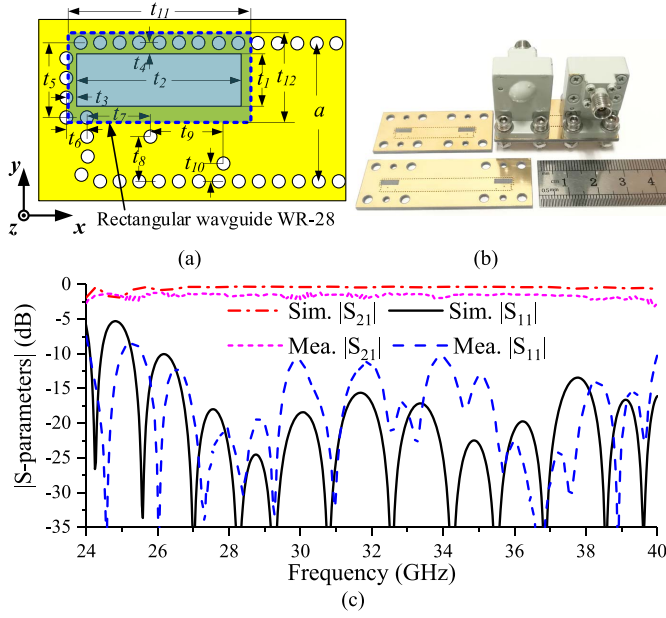 t11
t4
t2
t1
t12
t5
t3
a
t7
t6
t8
t9
t10
y
z
x
Rectangular wavguide WR-28
(a)
1 2 3 4
(b)
0
-5
-10
-15
-20
-25
-30
-35
|S-parameters| (dB)
Sim. |S21| Sim. |S11|
Mea. |S21| Mea. |S11|
24 26 28 30 32 34 36 38 40
Frequency (GHz)
(c)